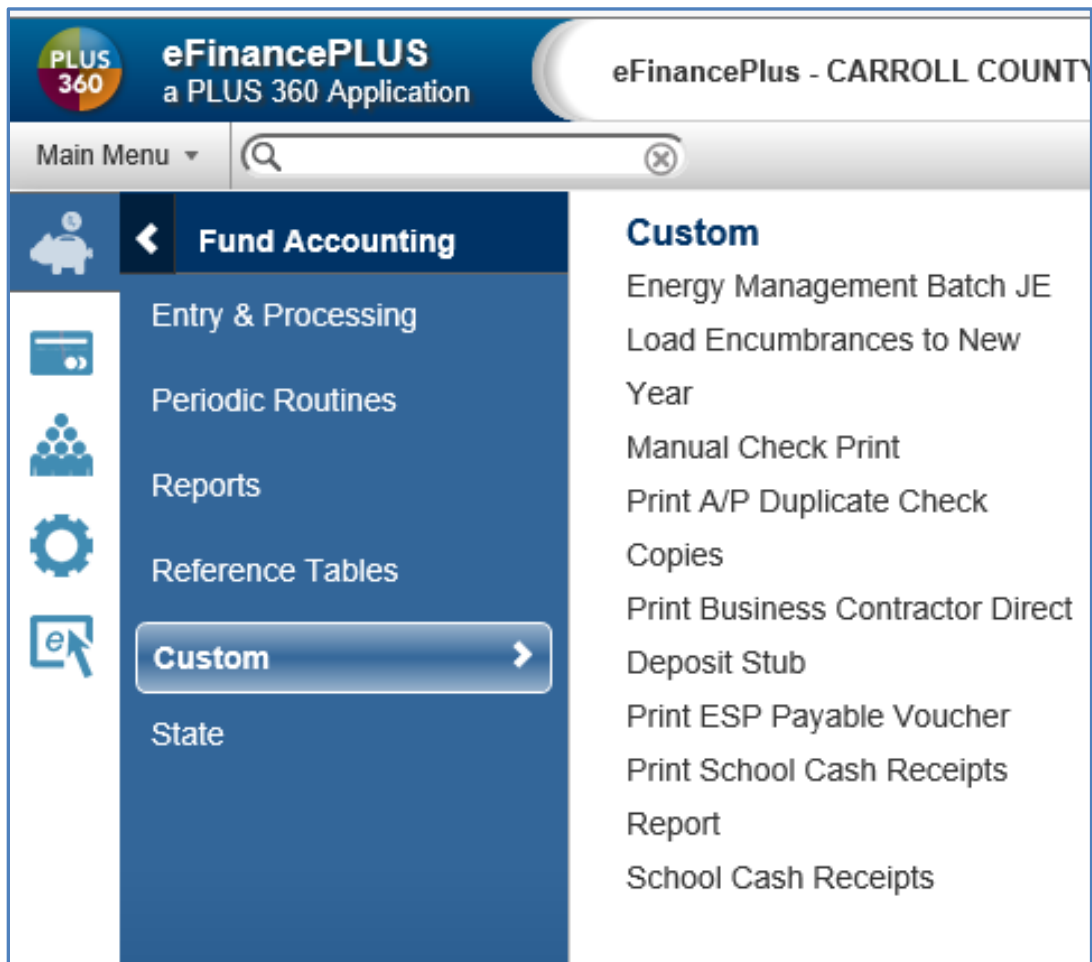 PLUS
360
eFinancePLUS
a PLUS 360 Application
eFinancePlus - CARROLL COUNTY
Main Menu
Fund Accounting
Entry & Processing
Periodic Routines
Reports
Reference Tables
Custom
State
Custom
Energy Management Batch JE
Load Encumbrances to New
Year
Manual Check Print
Print A/P Duplicate Check
Copies
Print Business Contractor Direct
Deposit Stub
Print ESP Payable Voucher
Print School Cash Receipts
Report
School Cash Receipts
e